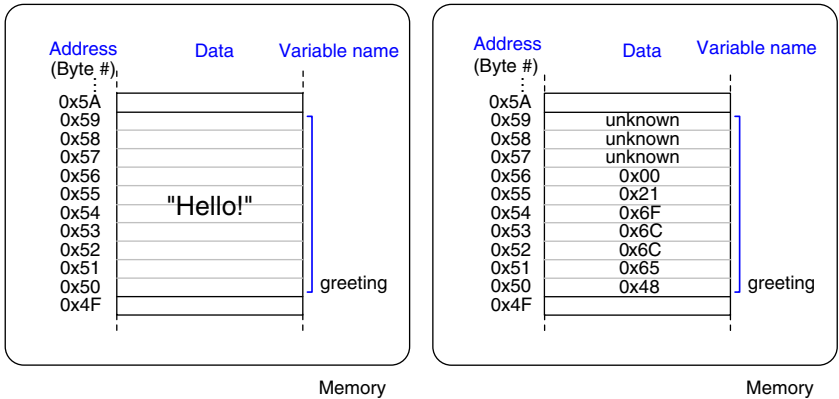 Address Data Variable name
(Byte #)
0x5A
0x59
0x58
0x57
0x56
0x55
"Hello!"
0x54
0x53
0x52
0x51
0x50 greeting
0x4F
Memory
Address Data Variable name
(Byte #)
0x5A
0x59 unknown
0x58 unknown
0x57 unknown
0x56 0x00
0x55 0x21
0x54 0x6F
0x53 0x6C
0x52 0x6C
0x51 0x65
0x50 0x48 greeting
0x4F
Memory